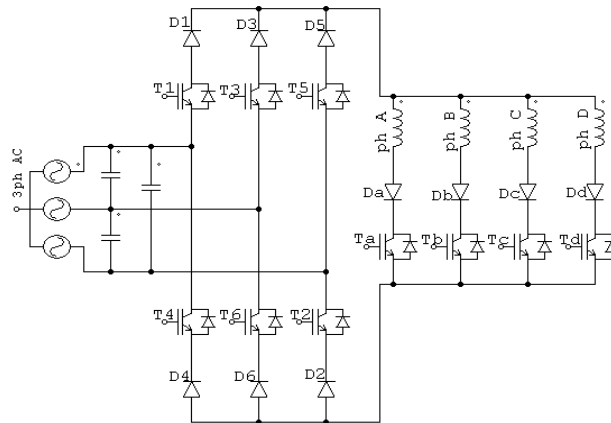 D1 D3 D5
T1 T3 T5
ph A ph B ph C ph D
3ph AC
Da Db Dc Dd
Ta Tb Tc Td
T4 T6 T2
D4 D6 D2